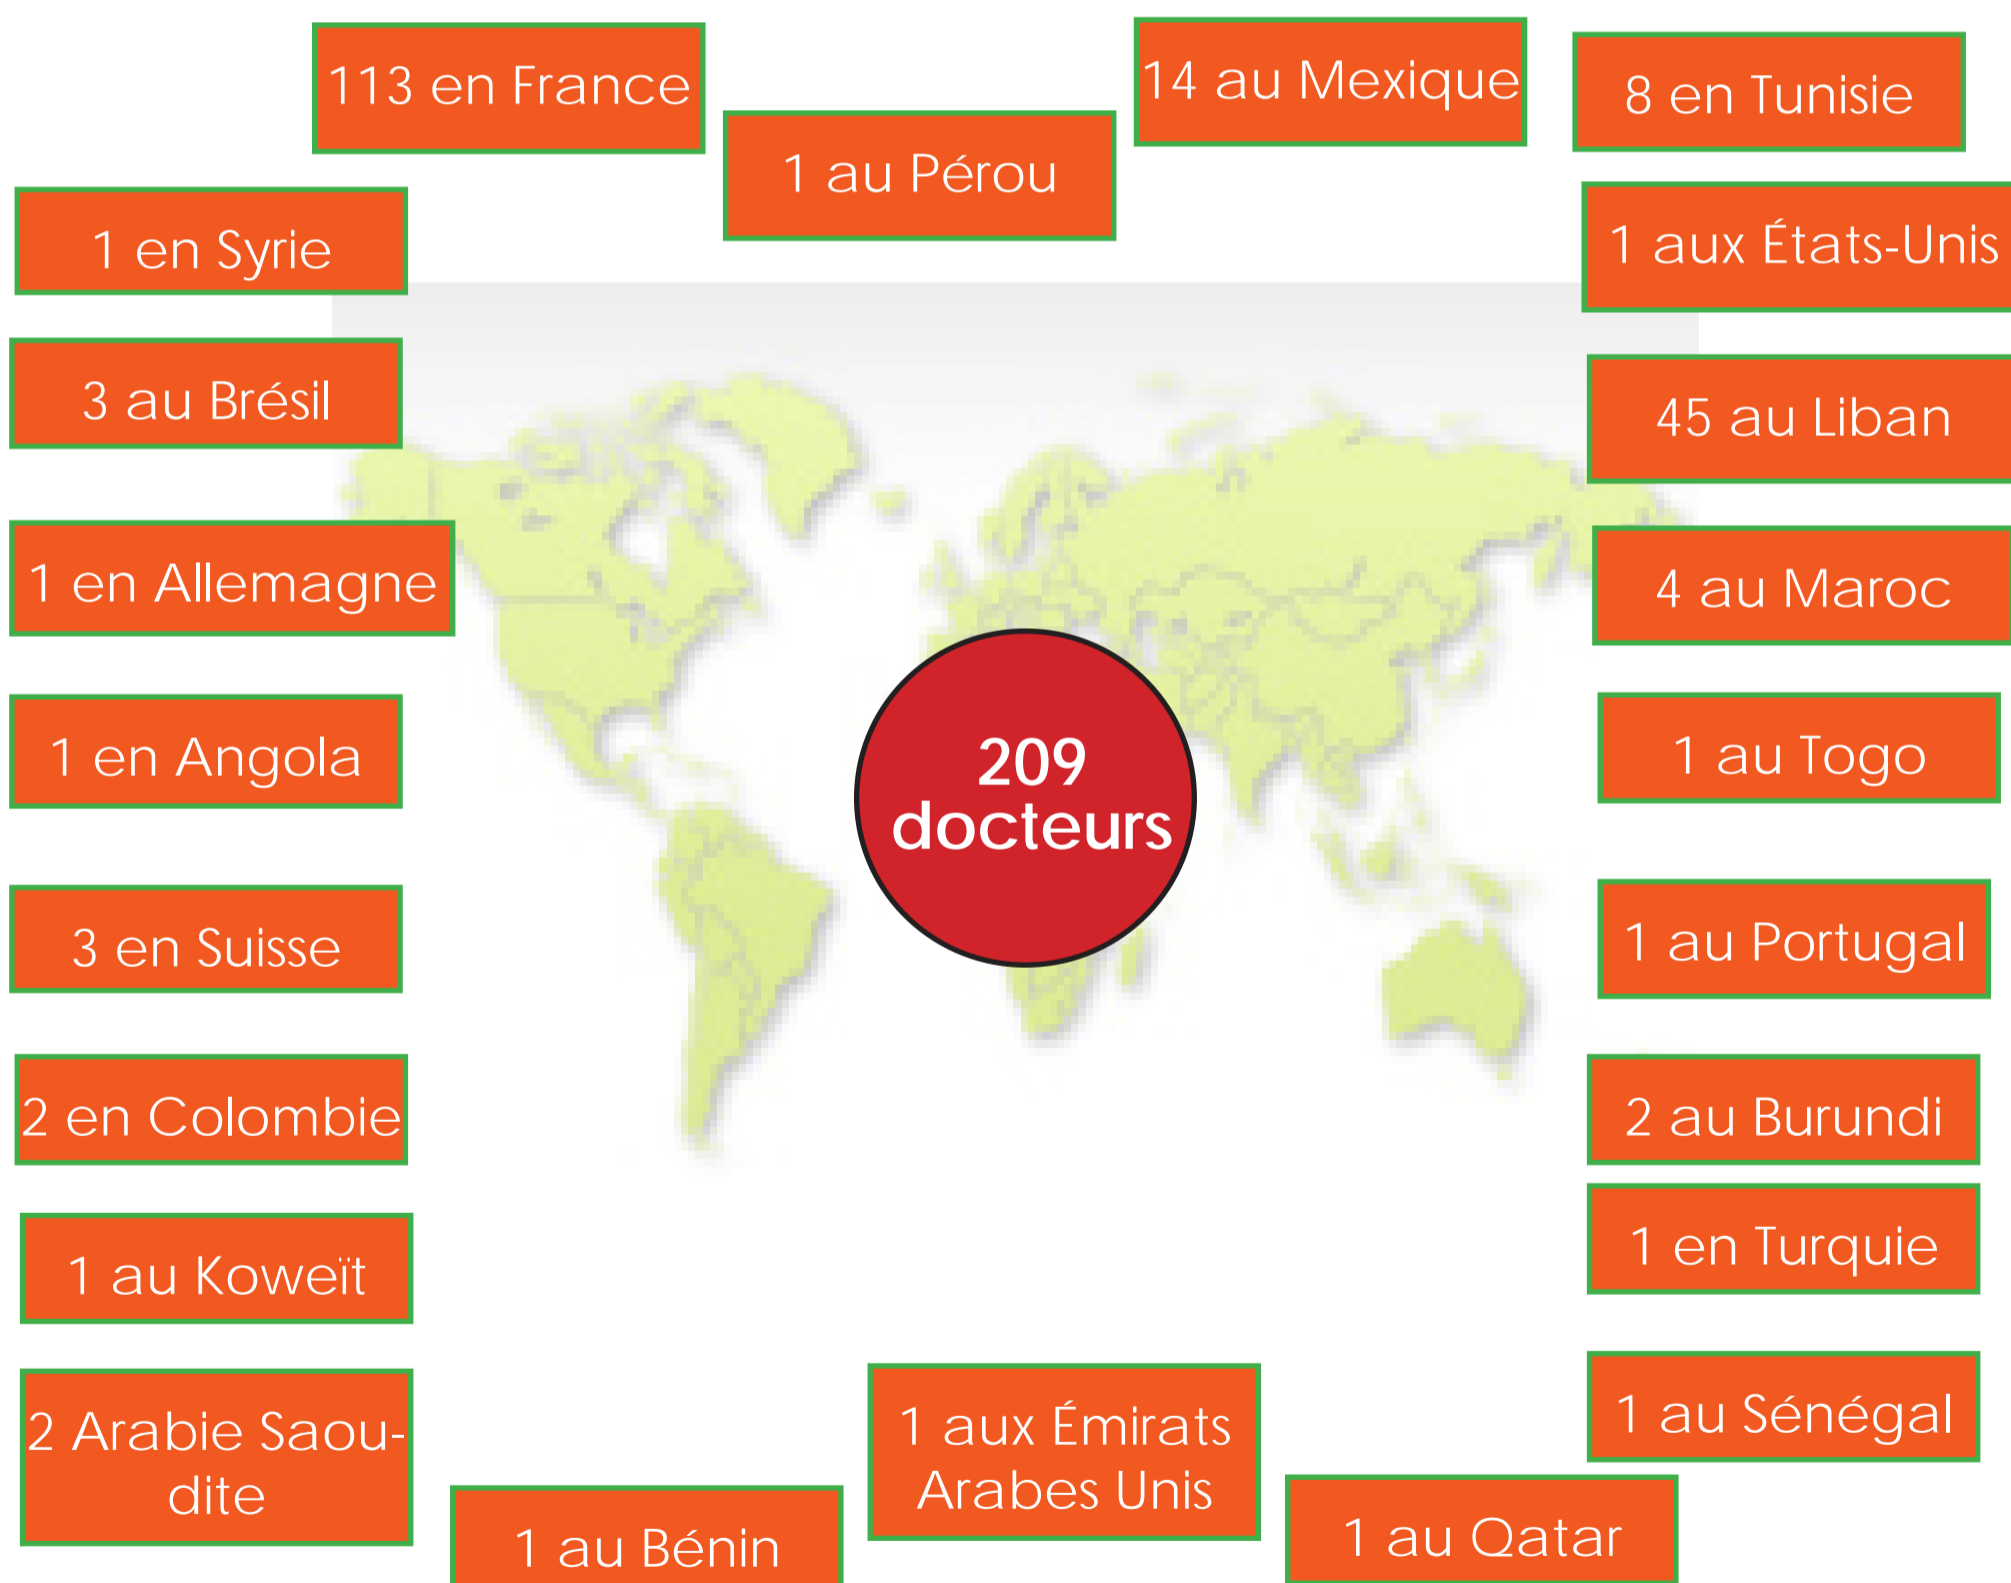 113 en France
14 au Mexique
8 en Tunisie
1 au Pérou
1 en Syrie
1 aux États-Unis
3 au Brésil
45 au Liban
1 en Allemagne
4 au Maroc
1 en Angola
209
docteurs
1 au Togo
3 en Suisse
1 au Portugal
2 en Colombie
2 au Burundi
1 au Koweït
1 en Turquie
2 Arabie Saou-
dite
1 aux Émirats
Arabes Unis
1 au Sénégal
1 au Bénin
1 au Qatar